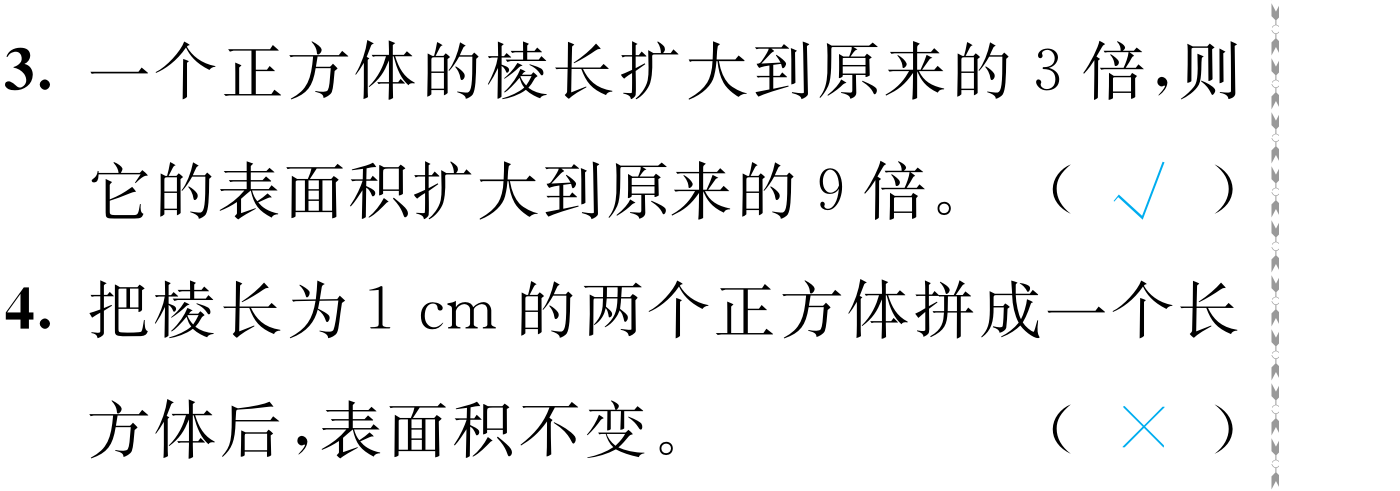 3. 一个正方体的棱长扩大到原来的 3 倍,则
它的表面积扩大到原来的 9 倍。 ( √ )
4. 把棱长为 1 cm 的两个正方体拼成一个长
方体后,表面积不变。 ( × )